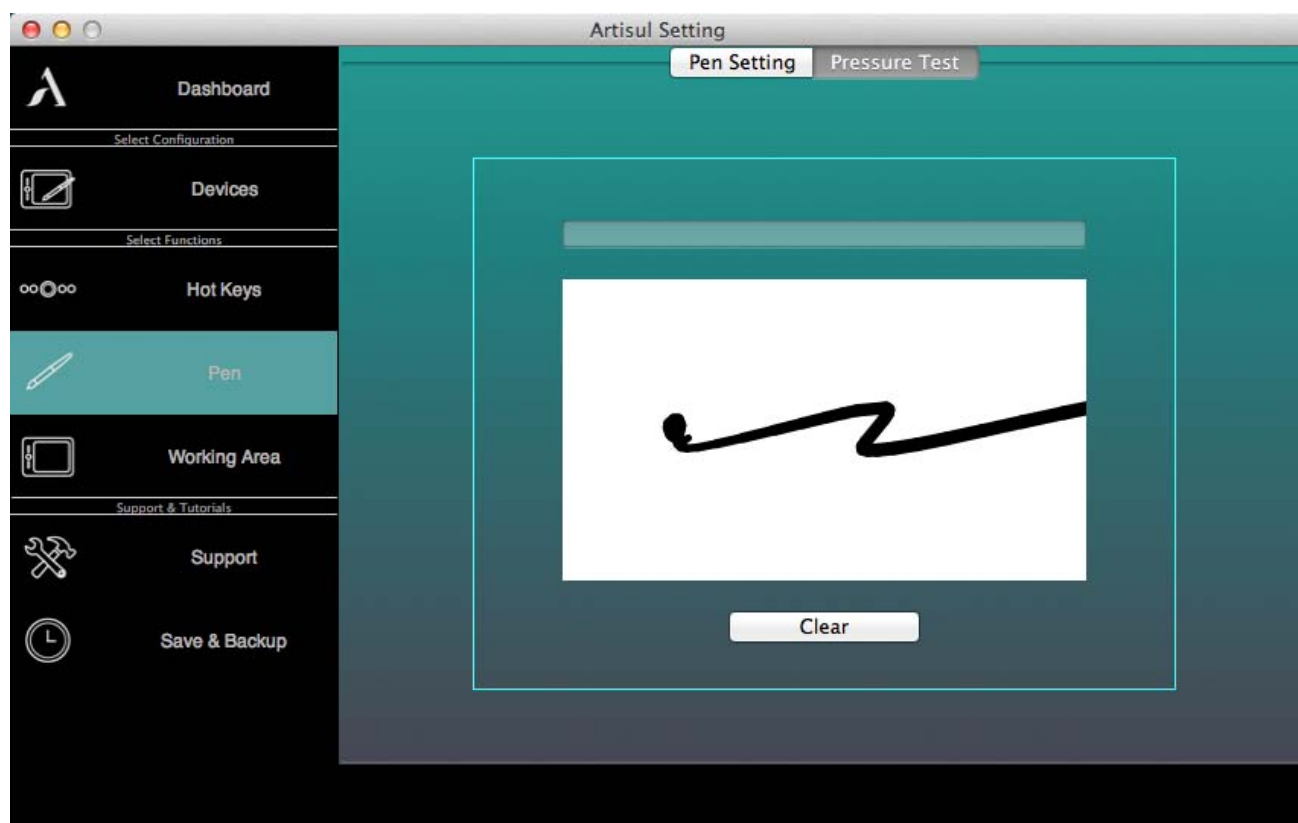 Artisul Setting
Pen Setting Pressure Test
Dashboard
Select Configuration
Devices
Select Functions
Hot Keys
Pen
Working Area
Support & Tutorials
Support
Save & Backup
Clear